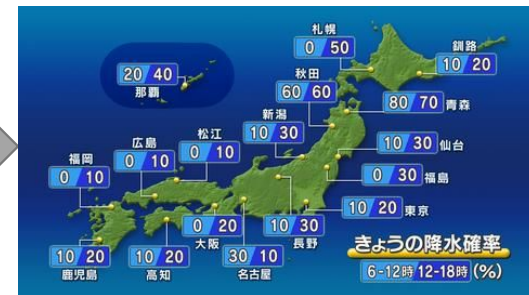 札幌
0 50
釧路
10 20
20 40
那覇
秋田
60 60
80 70 青森
新潟
10 30
10 30 仙台
松江
0 10
広島
0 10
福岡
0 10
0 30 福島
10 20 東京
0 20
大阪
10 30
長野
30 10
名古屋
10 20
高知
10 20
鹿児島
きょうの降水確率
6-12時 12-18時 (%)